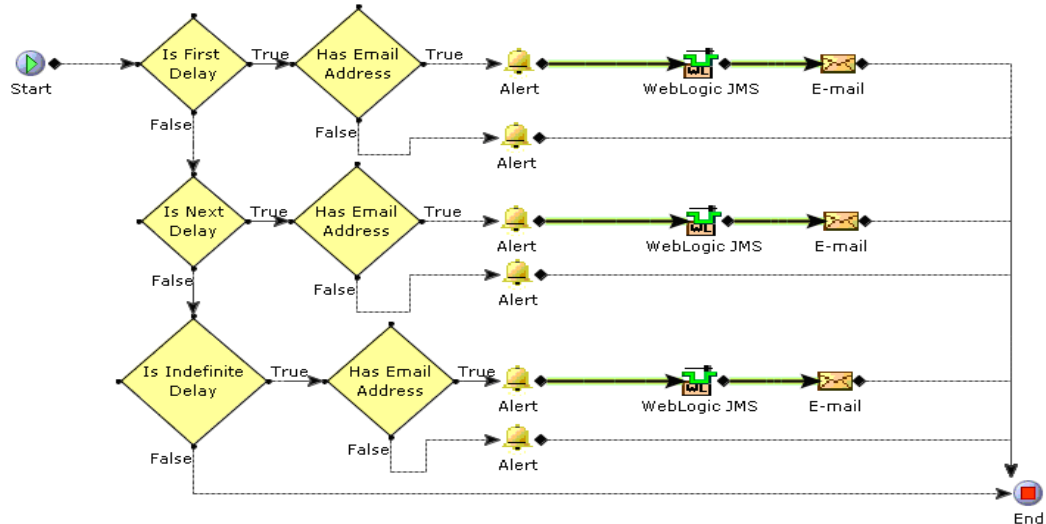 Start
Is First
Delay
True
Has Email
Address
True
Alert
WebLogic JMS
E-mail
False
False
Alert
Is Next
Delay
True
Has Email
Address
True
Alert
WebLogic JMS
E-mail
False
False
Alert
Is Indefinite
Delay
True
Has Email
Address
True
Alert
WL
WebLogic JMS
E-mail
False
False
Alert
End